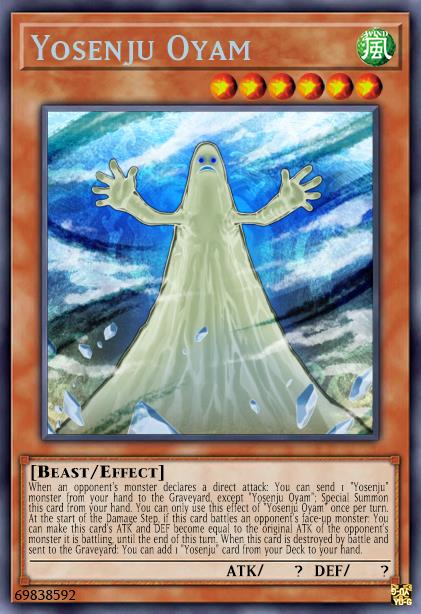 Yosenju Oyam
WIND
風
[Beast/Effect]
When an opponent's monster declares a direct attack: You can send 1 "Yosenju"
monster from your hand to the Graveyard, except "Yosenju Oyam"; Special Summon
this card from your hand. You can only use this effect of "Yosenju Oyam" once per turn.
At the start of the Damage Step, if this card battles an opponent's face-up monster: You
can make this card's ATK and DEF become equal to the original ATK of the opponent's
monster it is battling, until the end of this turn. When this card is destroyed by battle and
sent to the Graveyard: You can add 1 "Yosenju" card from your Deck to your hand.
ATK/ ? DEF/ ?
69838592